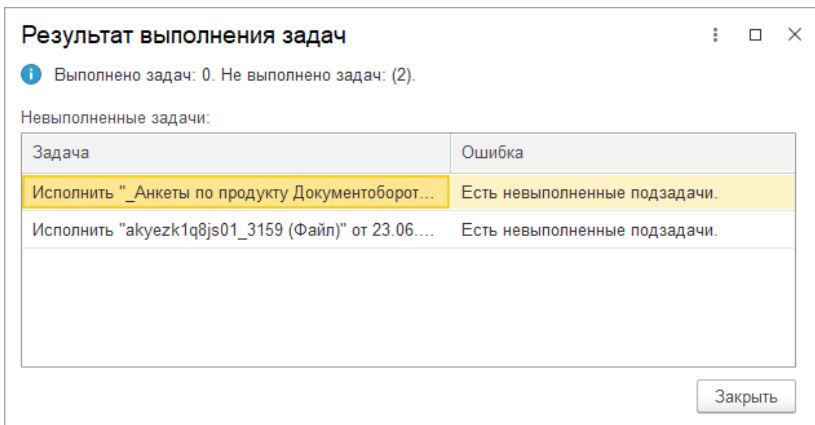 Результат выполнения задач
Выполнено задач: 0. Не выполнено задач: (2).
Невыполненные задачи:
Задача Ошибка
Исполнить "_Анкеты по продукту Документооборот... Есть невыполненные подзадачи.
Исполнить "akyezk1q8js01_3159 (Файл)" от 23.06.... Есть невыполненные подзадачи.
Закрыть